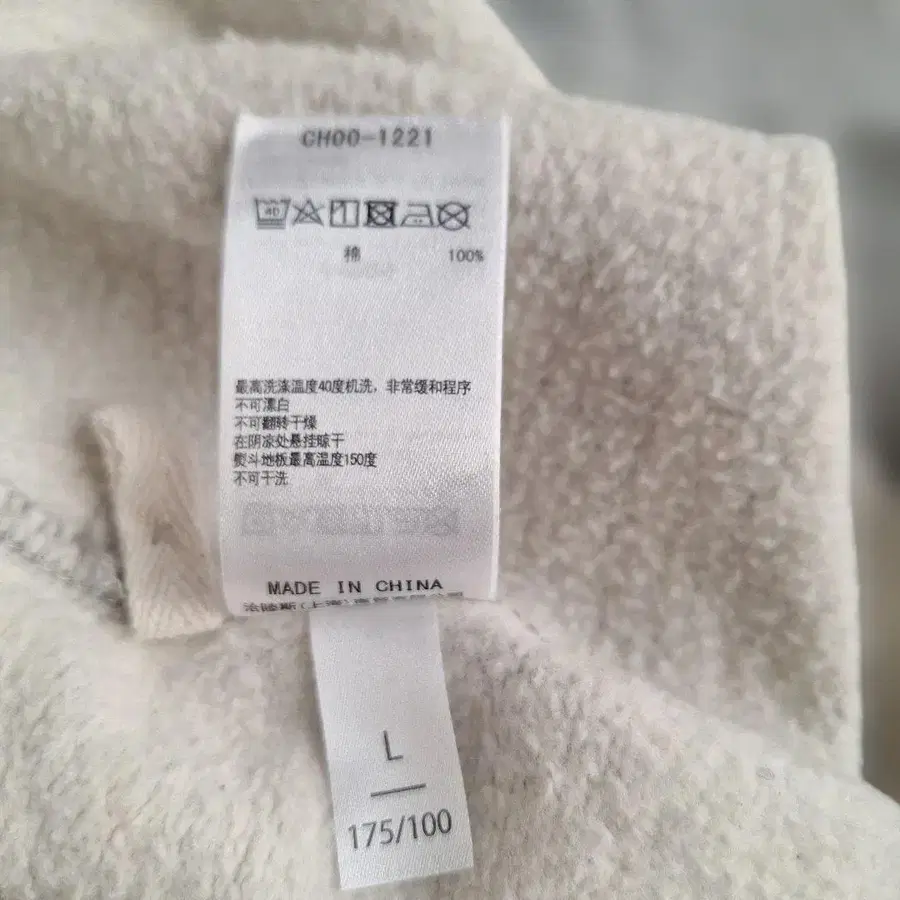 CH00-1221
40
棉 100%
最高洗涤温度40度机洗，非常缓和程序
不可漂白
不可翻转干燥
在阴凉处悬挂晾干
熨斗地板最高温度150度
不可干洗
MADE IN CHINA
L
175/100